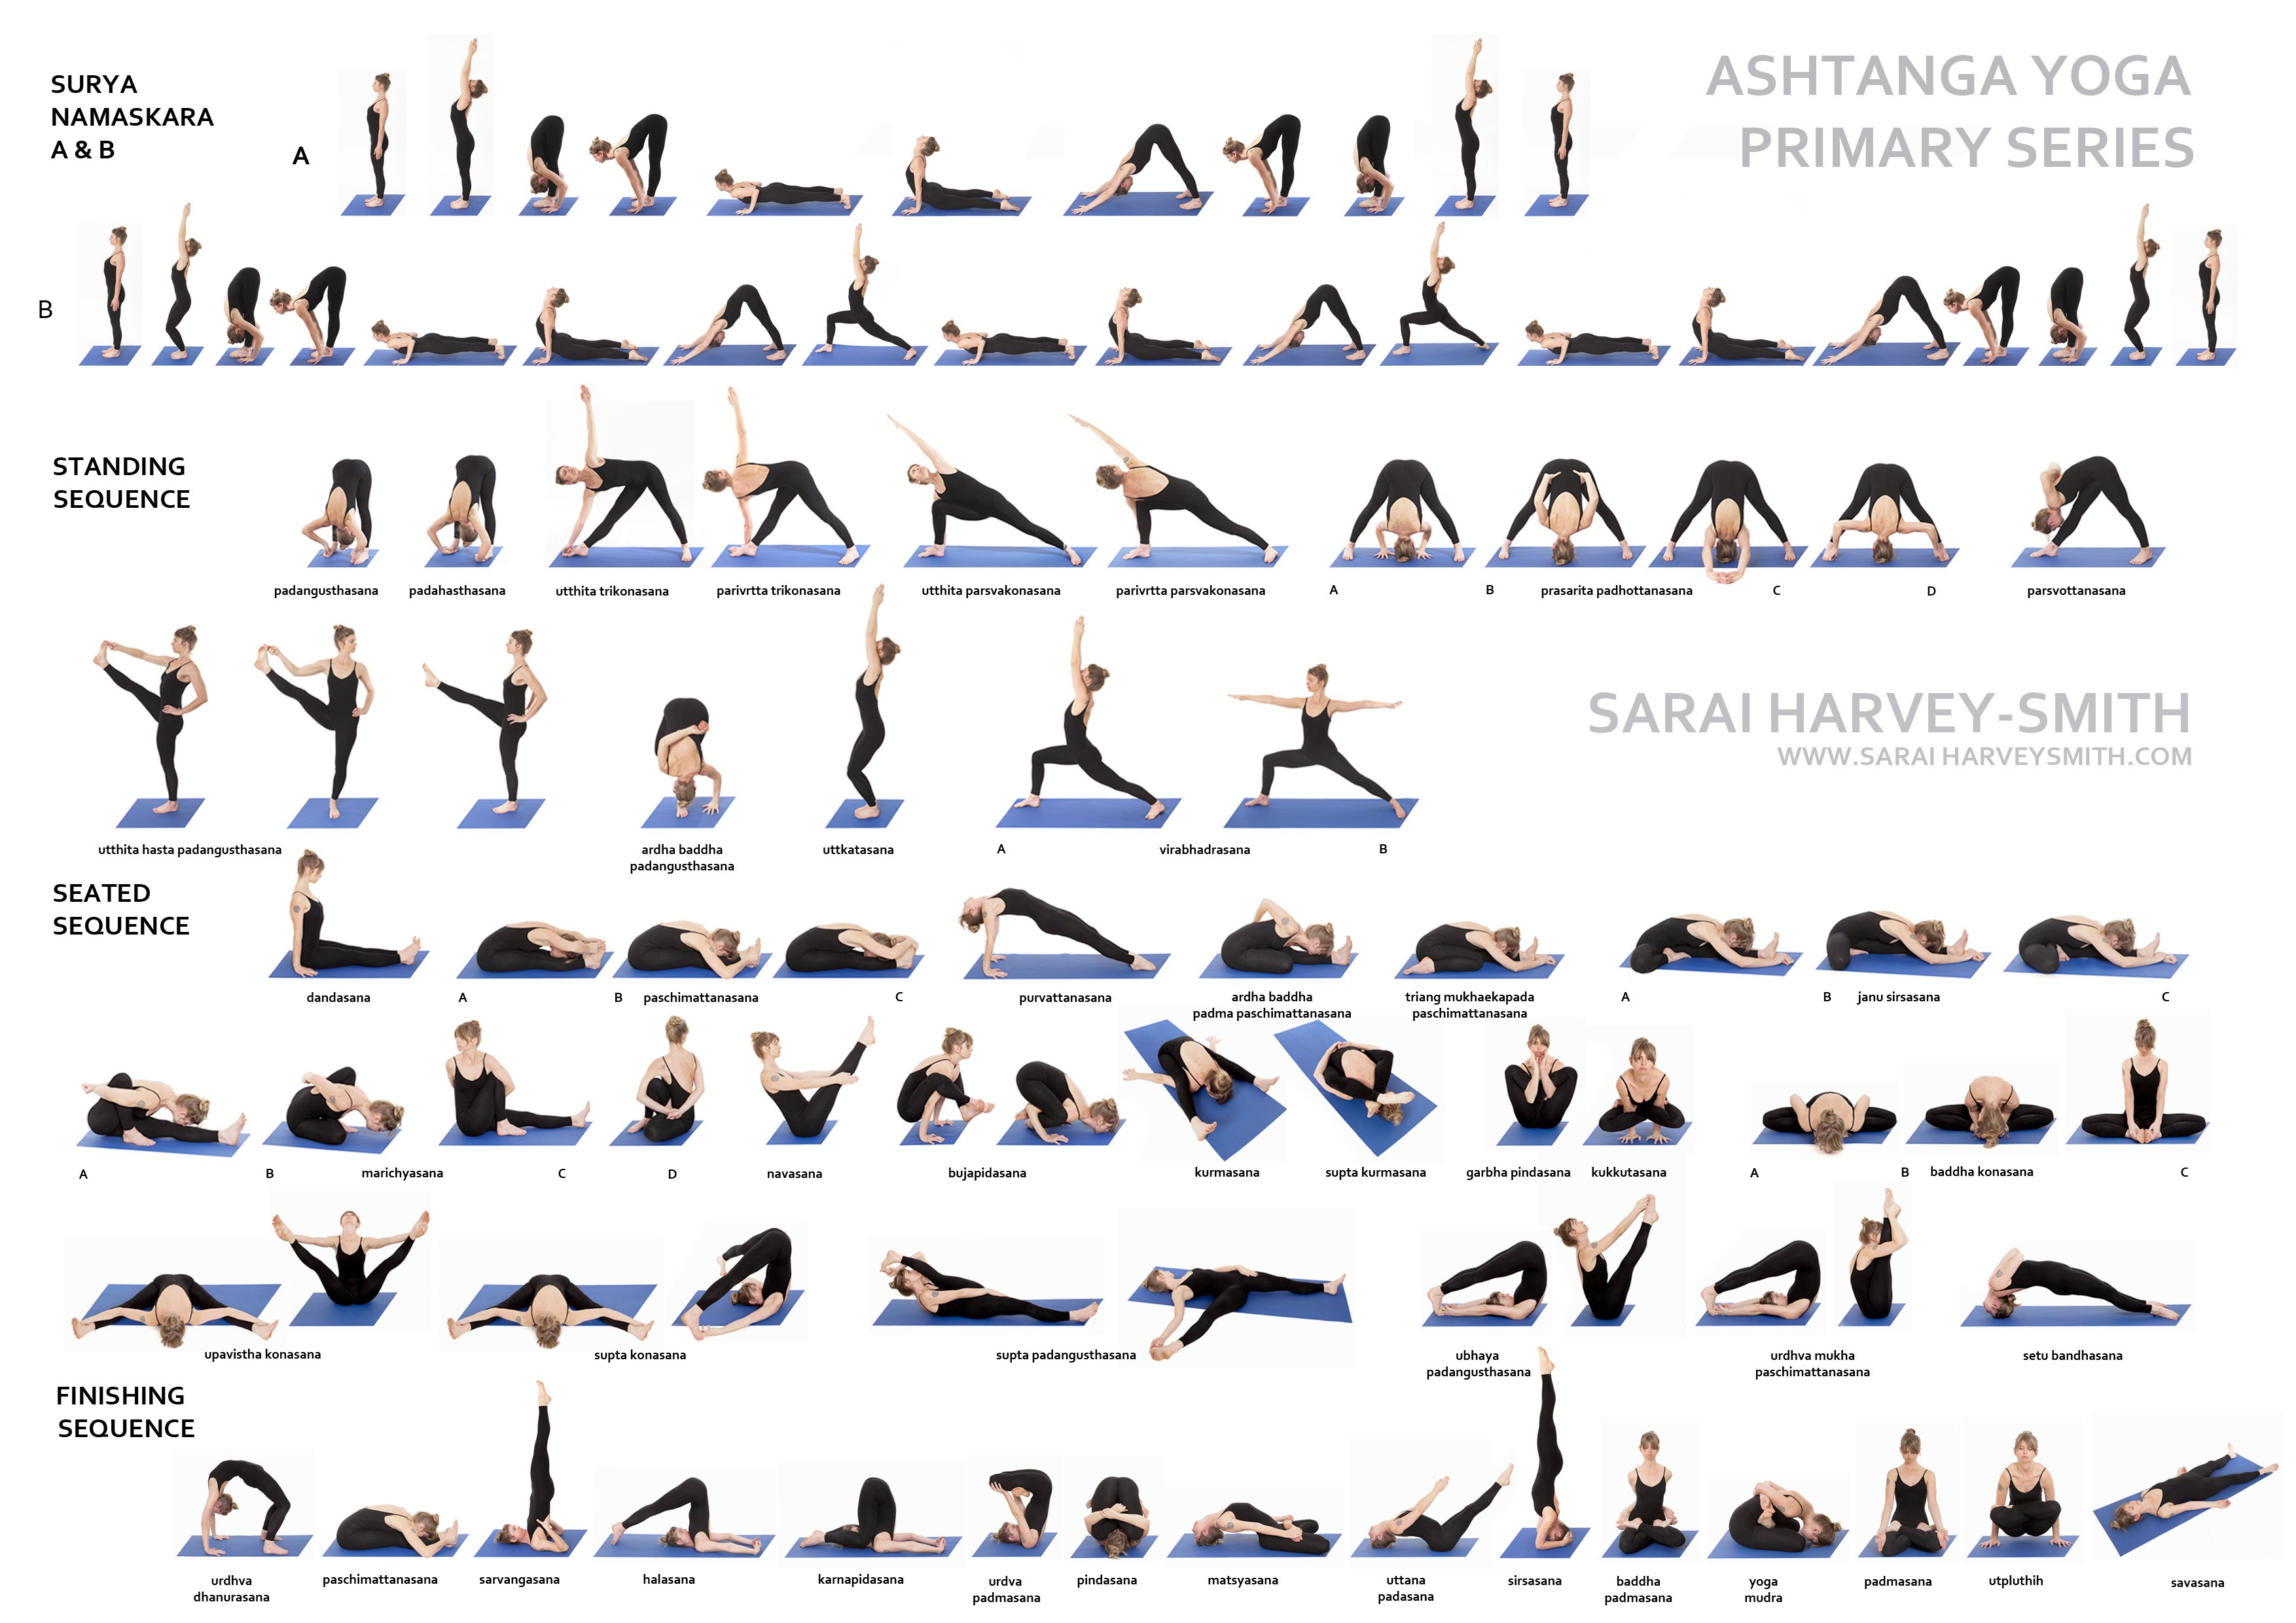 SURYA
NAMASKARA
A & B
A
ASHTANGA YOGA
PRIMARY SERIES
B
STANDING
SEQUENCE
padangusthasana
padahasthasana
utthita trikonasana
parivrtta trikonasana
utthita parsvakonasana
parivrtta parsvakonasana
A
B
prasarita padhottanasana
C
D
parsvottanasana
SARAI HARVEY-SMITH
WWW.SARAIHARVEYSMITH.COM
utthita hasta padangusthasana
ardha baddha
padangusthasana
uttkatasana
A
virabhadrasana
B
SEATED
SEQUENCE
dandasana
A
B
paschimattanasana
C
purvattanasana
ardha baddha
padma paschimattanasana
triang mukhaekapada
paschimattanasana
A
B
janu sirsasana
C
A
B
marichyasana
C
D
navasana
bujapidasana
kurmasana
supta kurmasana
garbha pindasana
kukkutasana
A
B
baddha konasana
C
upavistha konasana
supta konasana
supta padangusthasana
ubhaya
padangusthasana
urdhva mukha
paschimattanasana
setu bandhasana
FINISHING
SEQUENCE
urdhva
dhanurasana
paschimattanasana
sarvangasana
halasana
karnapidasana
urdva
padmasana
pindasana
matsyasana
uttana
padasana
sirsasana
baddha
padmasana
yoga
mudra
padmasana
utpluthih
savasana